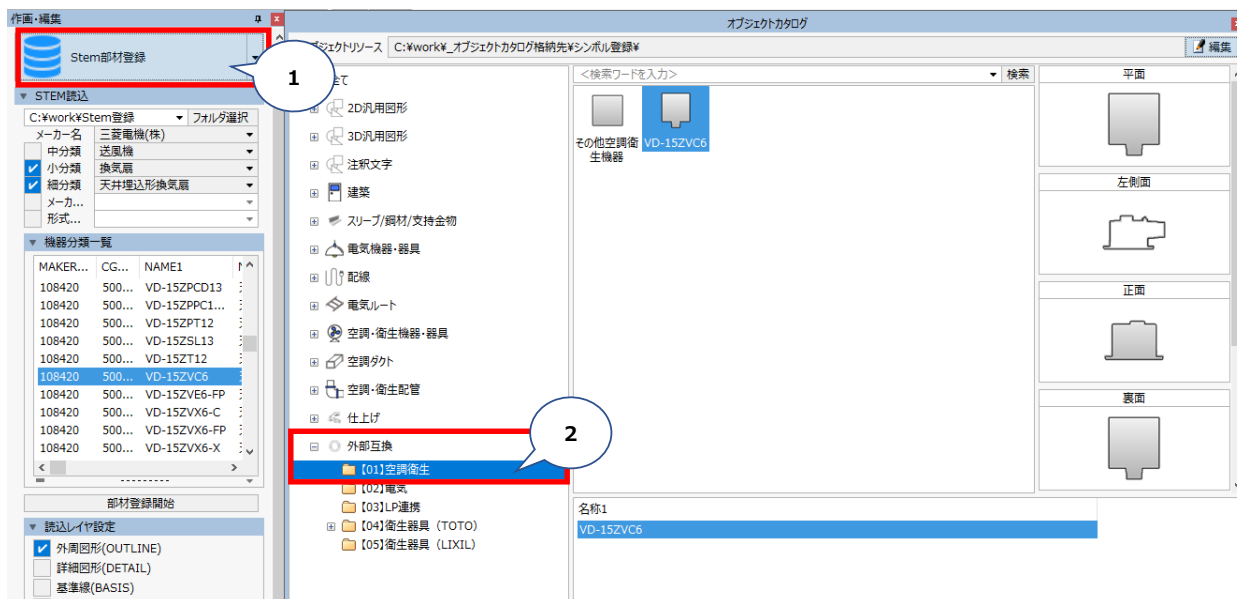 作画・編集
Stem部材登録
1
STEM読込
C:¥work¥Stem登録
フォルダ選択
メーカー名 三菱電機(株)
中分類 送風機
小分類 換気扇
細分類 天井埋込形換気扇
メーカ...
形式...
機器分類一覧
MAKER... CG... NAME1
108420 500... VD-15ZPCD13
108420 500... VD-15ZPPC1...
108420 500... VD-15ZPT12
108420 500... VD-15ZSL13
108420 500... VD-15ZT12
108420 500... VD-15ZVC6
108420 500... VD-15ZVE6-FP
108420 500... VD-15ZVX6-C
108420 500... VD-15ZVX6-FP
108420 500... VD-15ZVX6-X
部材登録開始
読込レイヤ設定
外周図形(OUTLINE)
詳細図形(DETAIL)
基準線(BASIS)
オブジェクトカタログ
ブジェクトリソース C:¥work¥_オブジェクトカタログ格納先¥シンボル登録¥
編集
2D汎用図形
3D汎用図形
注釈文字
建築
スリーブ/鋼材/支持金物
電気機器・器具
配線
電気ルート
空調・衛生機器・器具
空調ダクト
空調・衛生配管
仕上げ
2
外部互換
【01】空調衛生
【02】電気
【03】LP連携
【04】衛生器具（TOTO）
【05】衛生器具（LIXIL）
<検索ワードを入力>
検索
その他空調衛
生機器
VD-15ZVC6
名称1
VD-15ZVC6
平面
左側面
正面
裏面